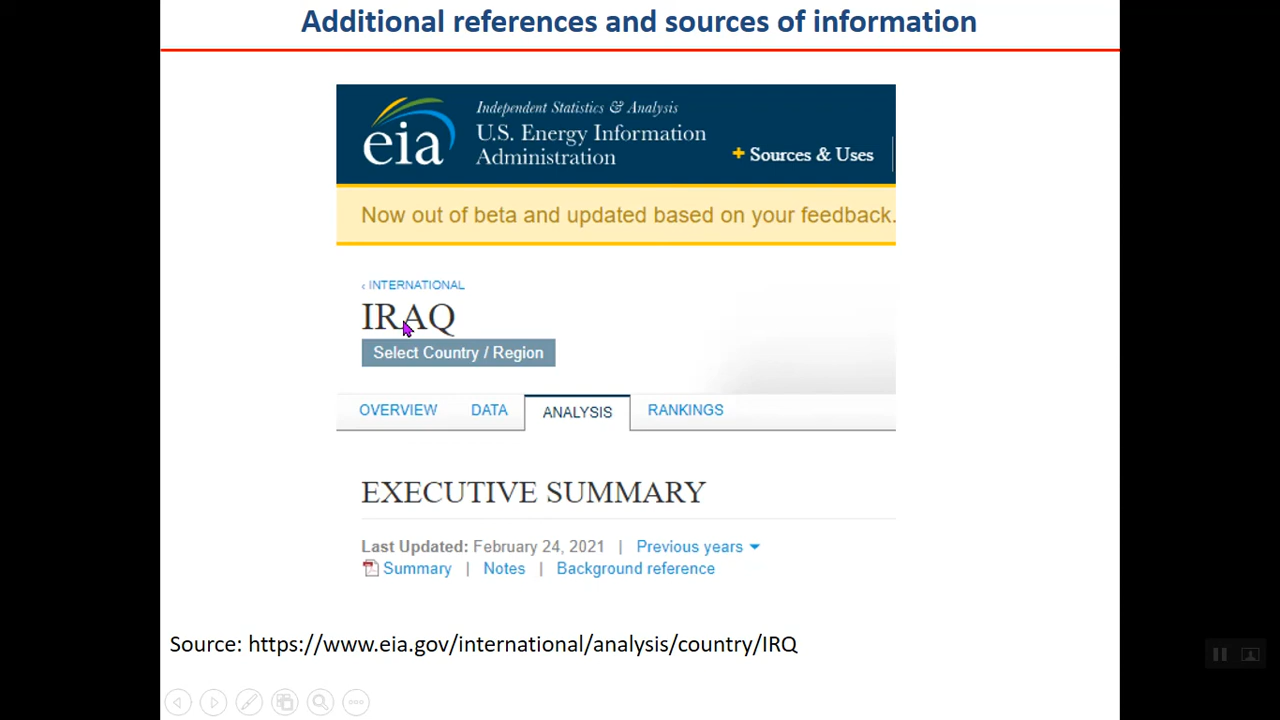 Additional references and sources of information
eia
Independent Statistics & Analysis
U.S. Energy Information
Administration
+ Sources & Uses
Now out of beta and updated based on your feedback.
‹ INTERNATIONAL
IRAQ
Select Country / Region
OVERVIEW DATA ANALYSIS RANKINGS
EXECUTIVE SUMMARY
Last Updated: February 24, 2021 | Previous years
Summary | Notes | Background reference
Source: https://www.eia.gov/international/analysis/country/IRQ